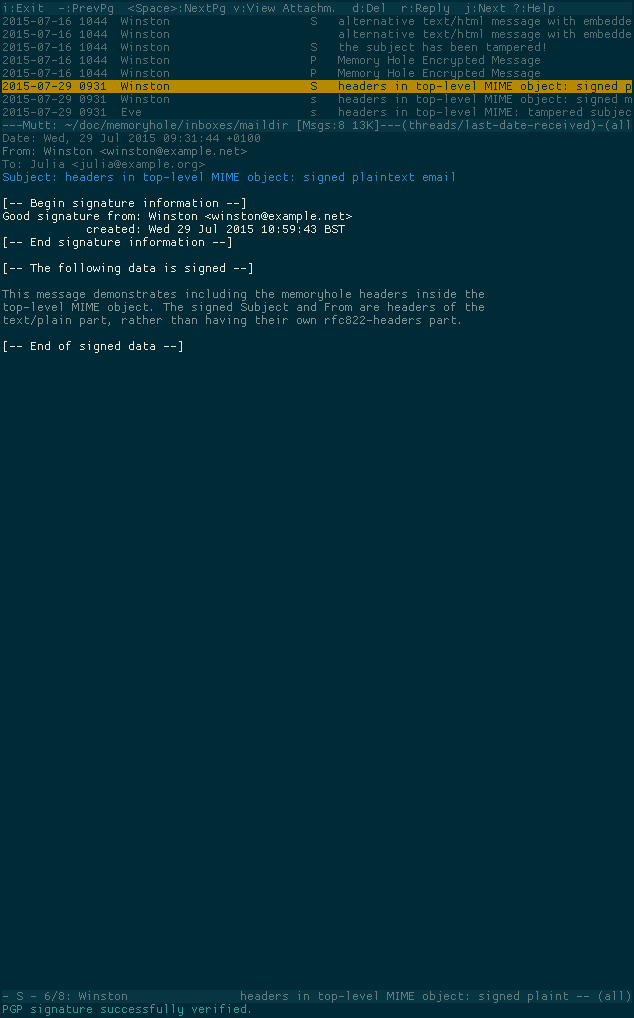 i:Exit  -:PrevPg  <Space>:NextPg v:View Attachm.  d:Del  r:Reply  j:Next ?:Help
2015-07-16 1044  Winston                    S   alternative text/html message with embedde
2015-07-16 1044  Winston                        alternative text/html message with embedde
2015-07-16 1044  Winston                    S   the subject has been tampered!
2015-07-16 1044  Winston                    P   Memory Hole Encrypted Message
2015-07-16 1044  Winston                    P   Memory Hole Encrypted Message
2015-07-29 0931  Winston                    s   headers in top-level MIME object: signed p
2015-07-29 0931  Winston                    s   headers in top-level MIME object: signed m
2015-07-29 0931  Eve                        s   headers in top-level MIME: tampered subjec
---Mutt: ~/doc/memoryhole/inboxes/maildir [Msgs:8 13K]---(threads/last-date-received)-(all
Date: Wed, 29 Jul 2015 09:31:44 +0100
From: Winston <winston@example.net>
To: Julia <julia@example.org>
Subject: headers in top-level MIME object: signed plaintext email
[-- Begin signature information --]
Good signature from: Winston <winston@example.net>
            created: Wed 29 Jul 2015 10:59:43 BST
[-- End signature information --]
[-- The following data is signed --]
This message demonstrates including the memoryhole headers inside the
top-level MIME object. The signed Subject and From are headers of the
text/plain part, rather than having their own rfc822-headers part.
[-- End of signed data --]
- S - 6/8: Winston                headers in top-level MIME object: signed plaint -- (all)
PGP signature successfully verified.